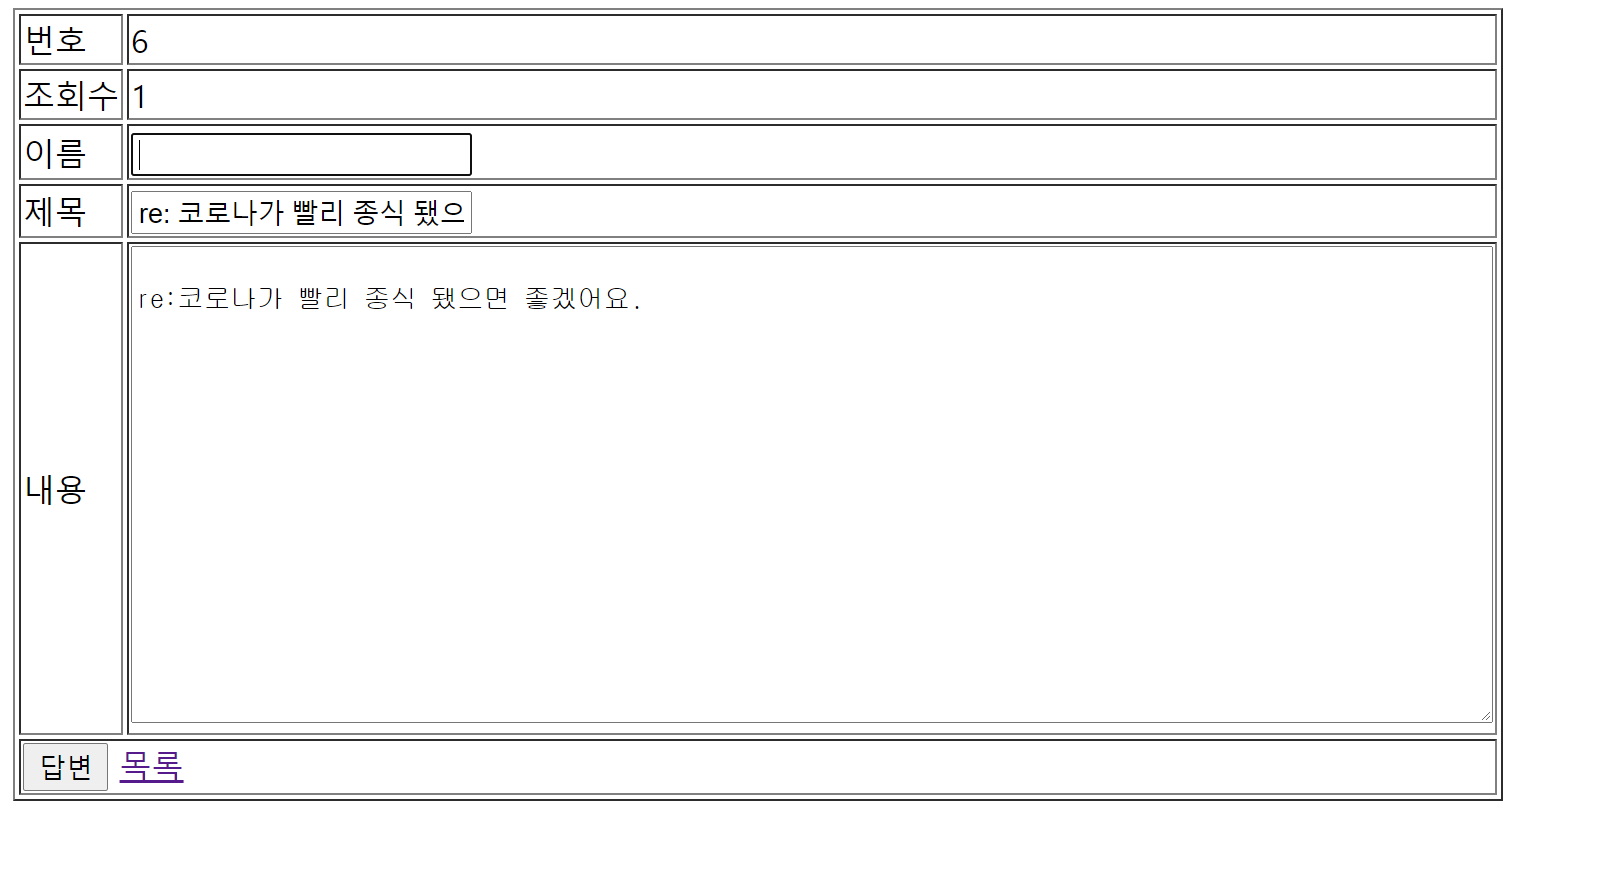 번호 6
조회수 1
이름
제목 re: 코로나가 빨리 종식 됐으
re:코로나가 빨리 종식 됐으면 좋겠어요.
내용
답변 목록